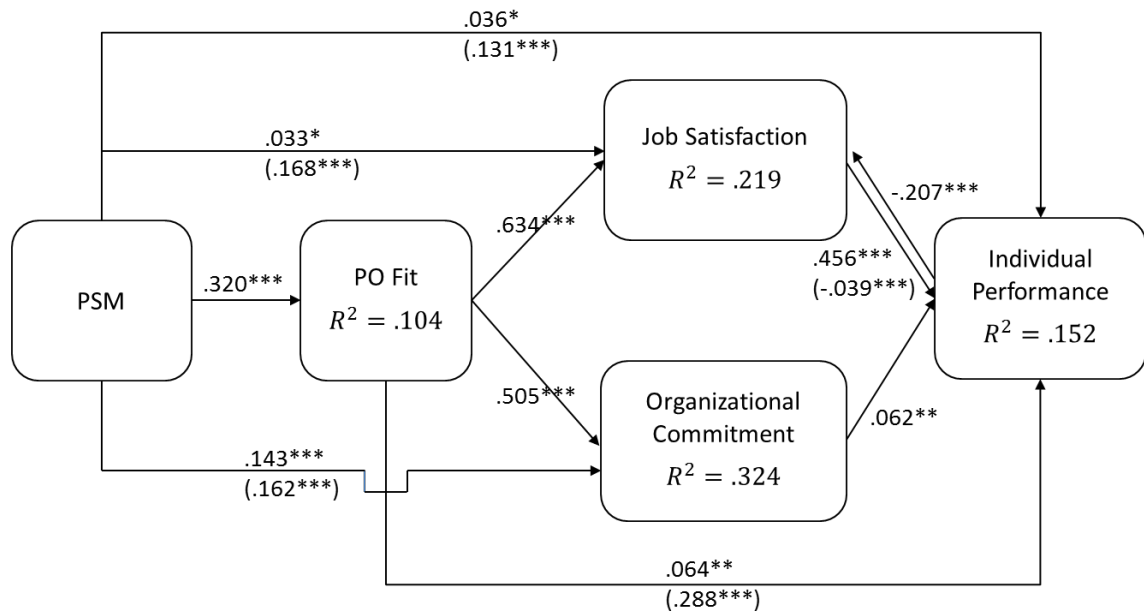 .036*
(.131***)
.033*
(.168***)
Job Satisfaction
R² = .219
-.207***
.634***
.456***
(-.039***)
PSM
.320***
PO Fit
R² = .104
Individual
Performance
R² = .152
.505***
Organizational
Commitment
R² = .324
.062**
.143***
(.162***)
.064**
(.288***)